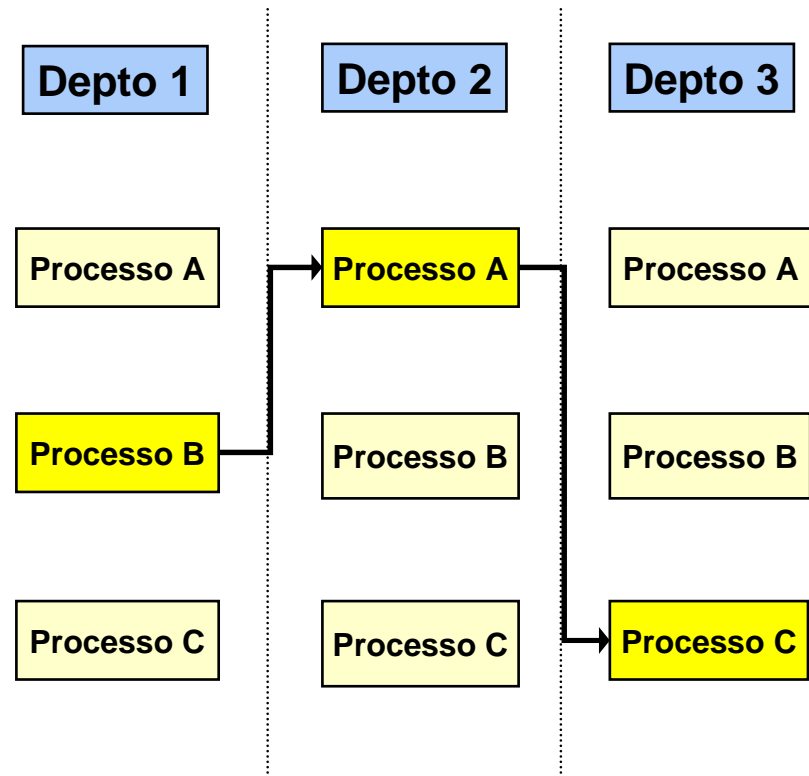 Depto 1
Depto 2
Depto 3
Processo A
Processo A
Processo A
Processo B
Processo B
Processo B
Processo C
Processo C
Processo C